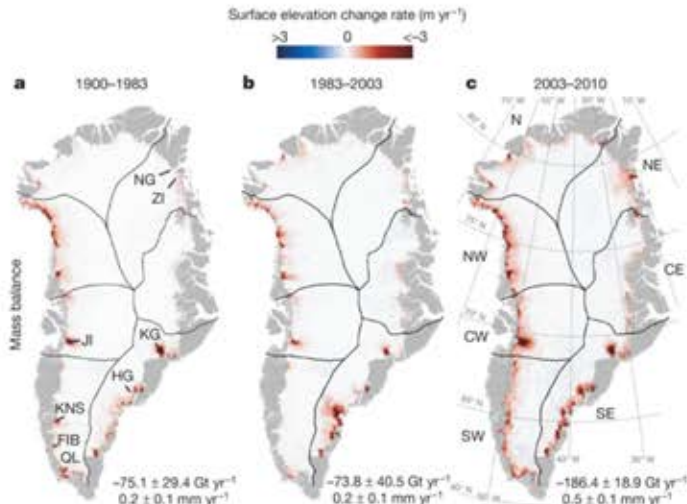 Surface elevation change rate (m yr⁻¹)
>3 0 <−3
a 1900–1983
b 1983–2003
c 2003–2010
Mass balance
NG
ZI
JI
KG
HG
KNS
FIB
QL
−75.1 ± 29.4 Gt yr⁻¹
0.2 ± 0.1 mm yr⁻¹
−73.8 ± 40.5 Gt yr⁻¹
0.2 ± 0.1 mm yr⁻¹
N
NE
NW
CE
CW
SE
SW
−186.4 ± 18.9 Gt yr⁻¹
0.5 ± 0.1 mm yr⁻¹